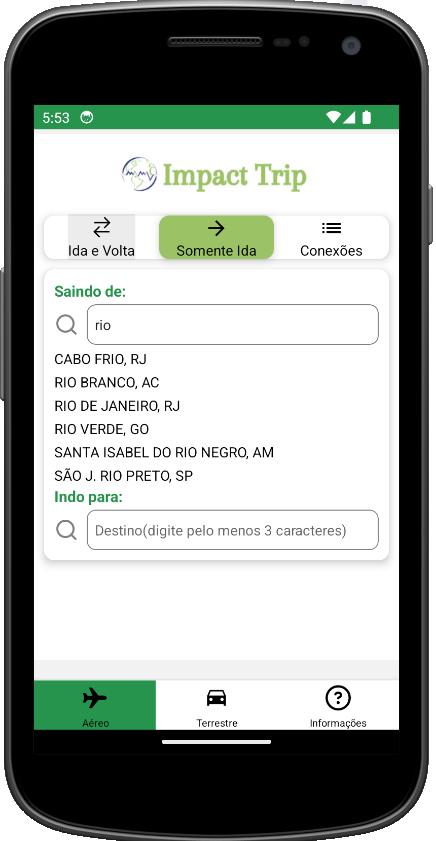 5:53
Impact Trip
Ida e Volta
Somente Ida
Conexões
Saindo de:
rio
CABO FRIO, RJ
RIO BRANCO, AC
RIO DE JANEIRO, RJ
RIO VERDE, GO
SANTA ISABEL DO RIO NEGRO, AM
SÃO J. RIO PRETO, SP
Indo para:
Destino(digite pelo menos 3 caracteres)
Aéreo
Terrestre
Informações